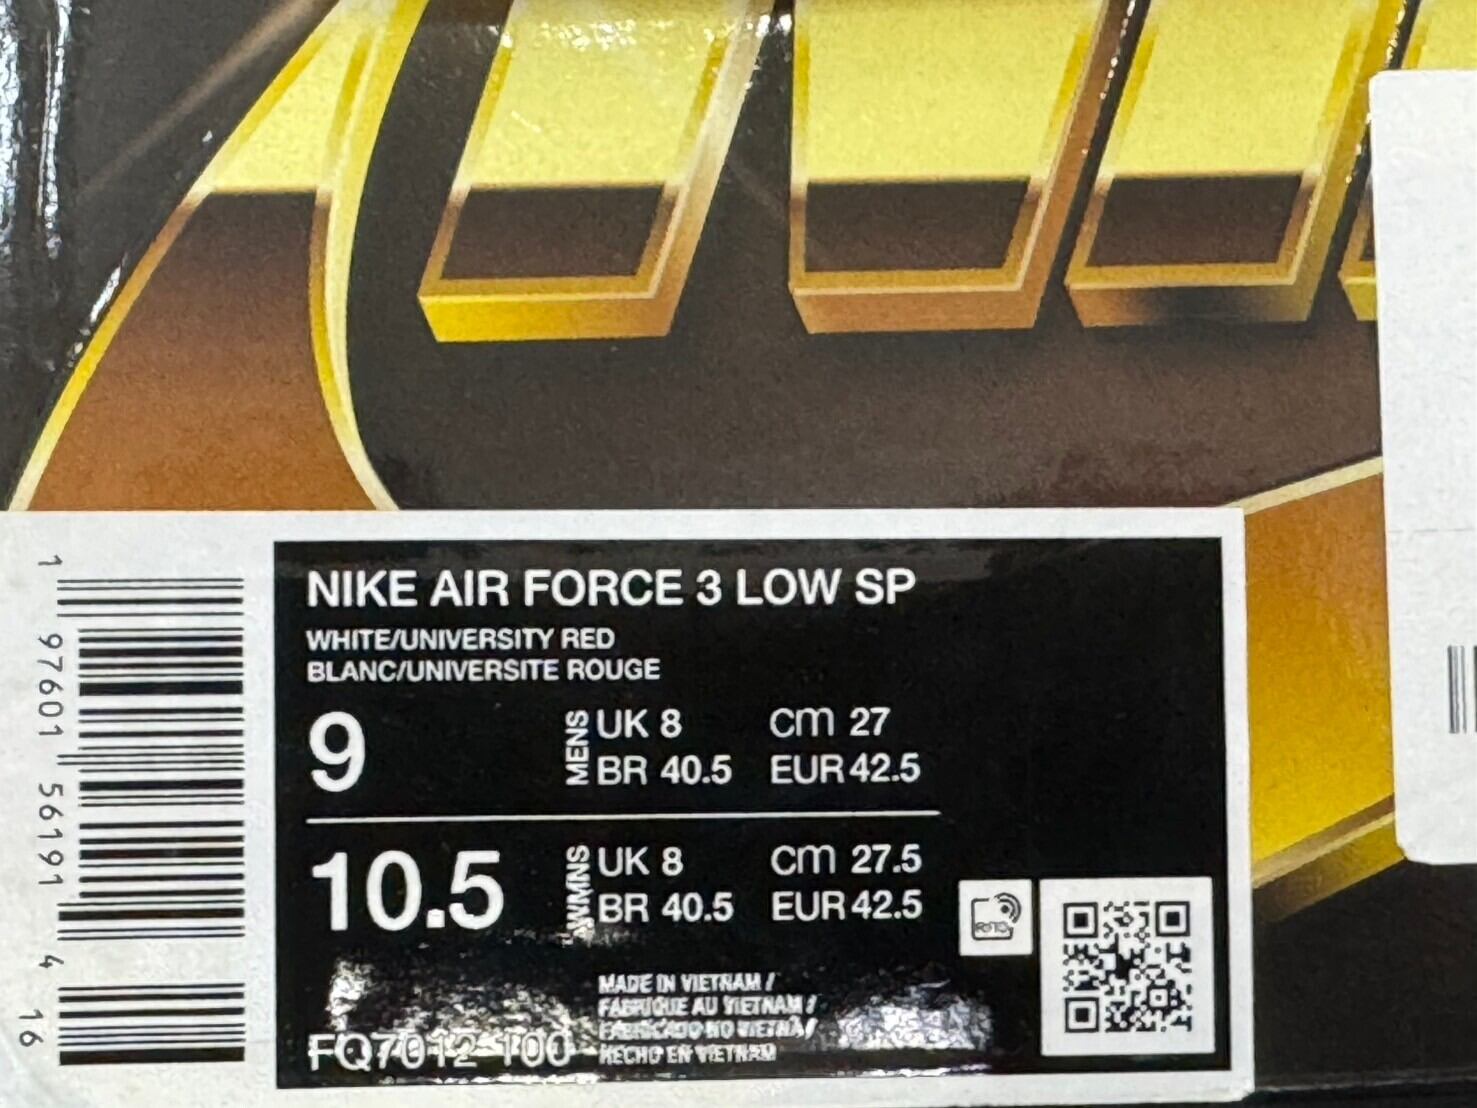 NIKE AIR FORCE 3 LOW SP
WHITE/UNIVERSITY RED
BLANC/UNIVERSITE ROUGE
9 MENS UK 8 CM 27
BR 40.5 EUR 42.5
10.5 WMNS UK 8 CM 27.5
BR 40.5 EUR 42.5
MADE IN VIETNAM /
FABRIQUE AU VIETNAM /
FABRICADO NO VIETNÃ/
HECHO EN VIETNAM
FQ7012-100
1 97601 56191 4 16